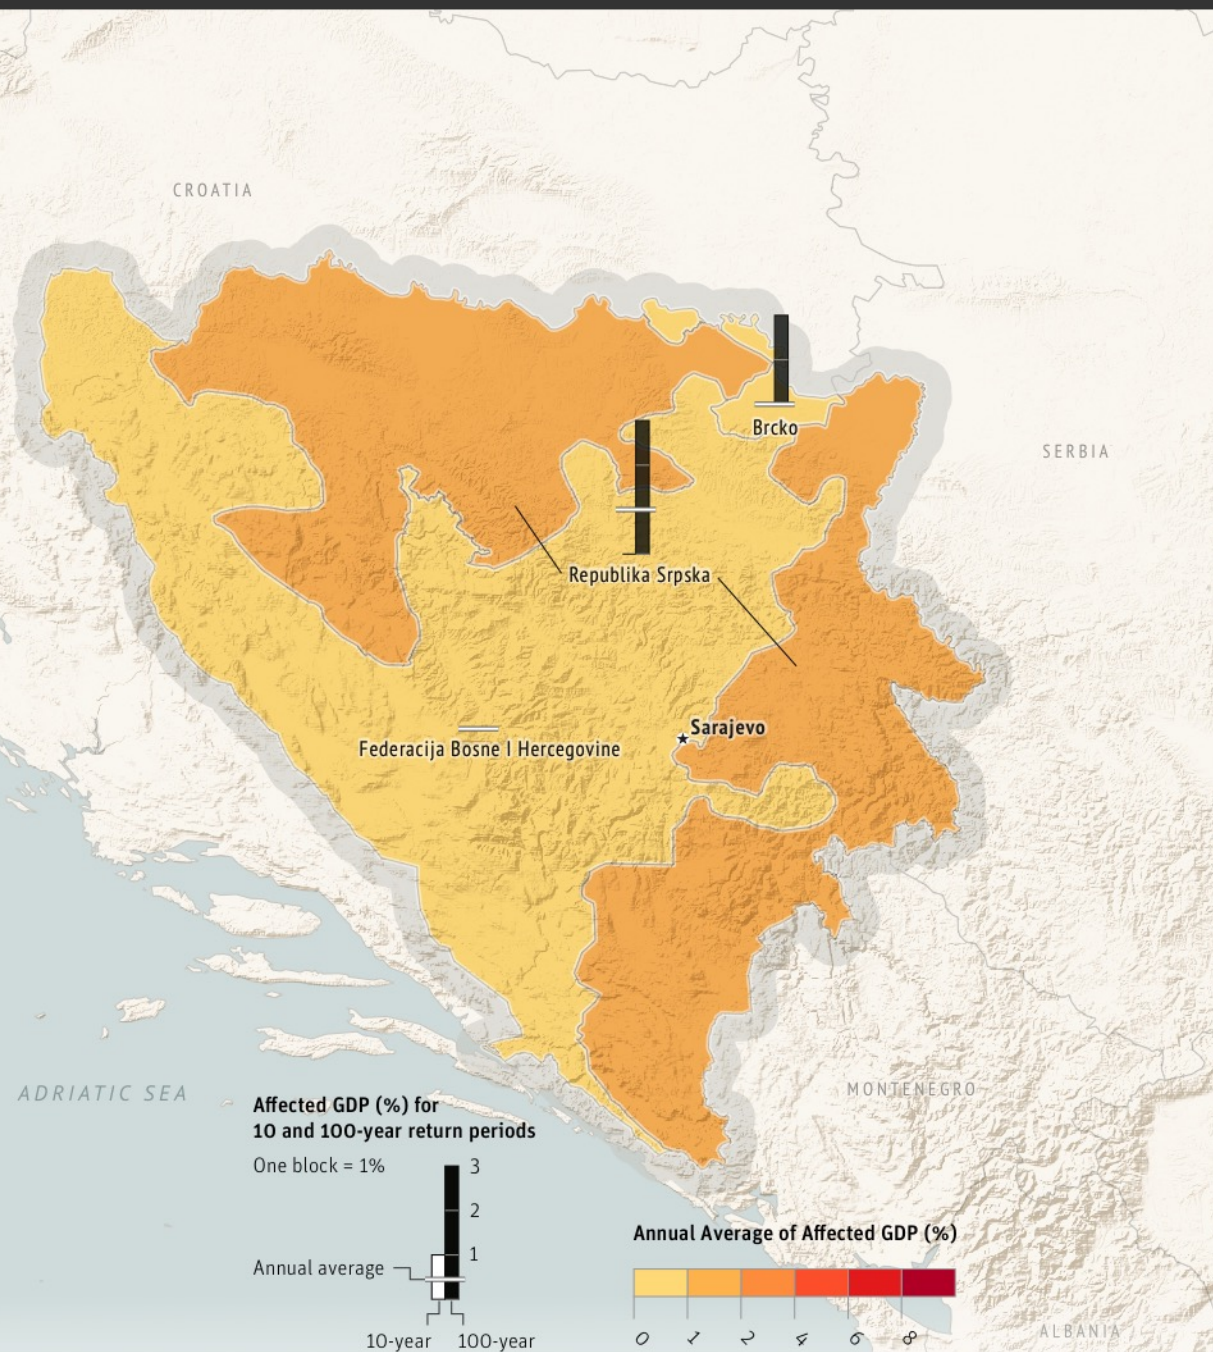 CROATIA
Brcko
SERBIA
Republika Srpska
Sarajevo
Federacija Bosne I Hercegovine
ADRIATIC SEA
MONTENEGRO
Affected GDP (%) for
10 and 100-year return periods
One block = 1%
3
2
1
Annual average
10-year
100-year
Annual Average of Affected GDP (%)
0 1 2 4 6 8
ALBANIA